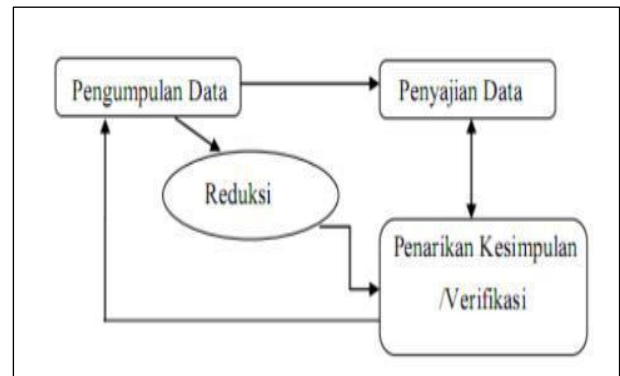 Pengumpulan Data
Penyajian Data
Reduksi
Penarikan Kesimpulan
/Verifikasi